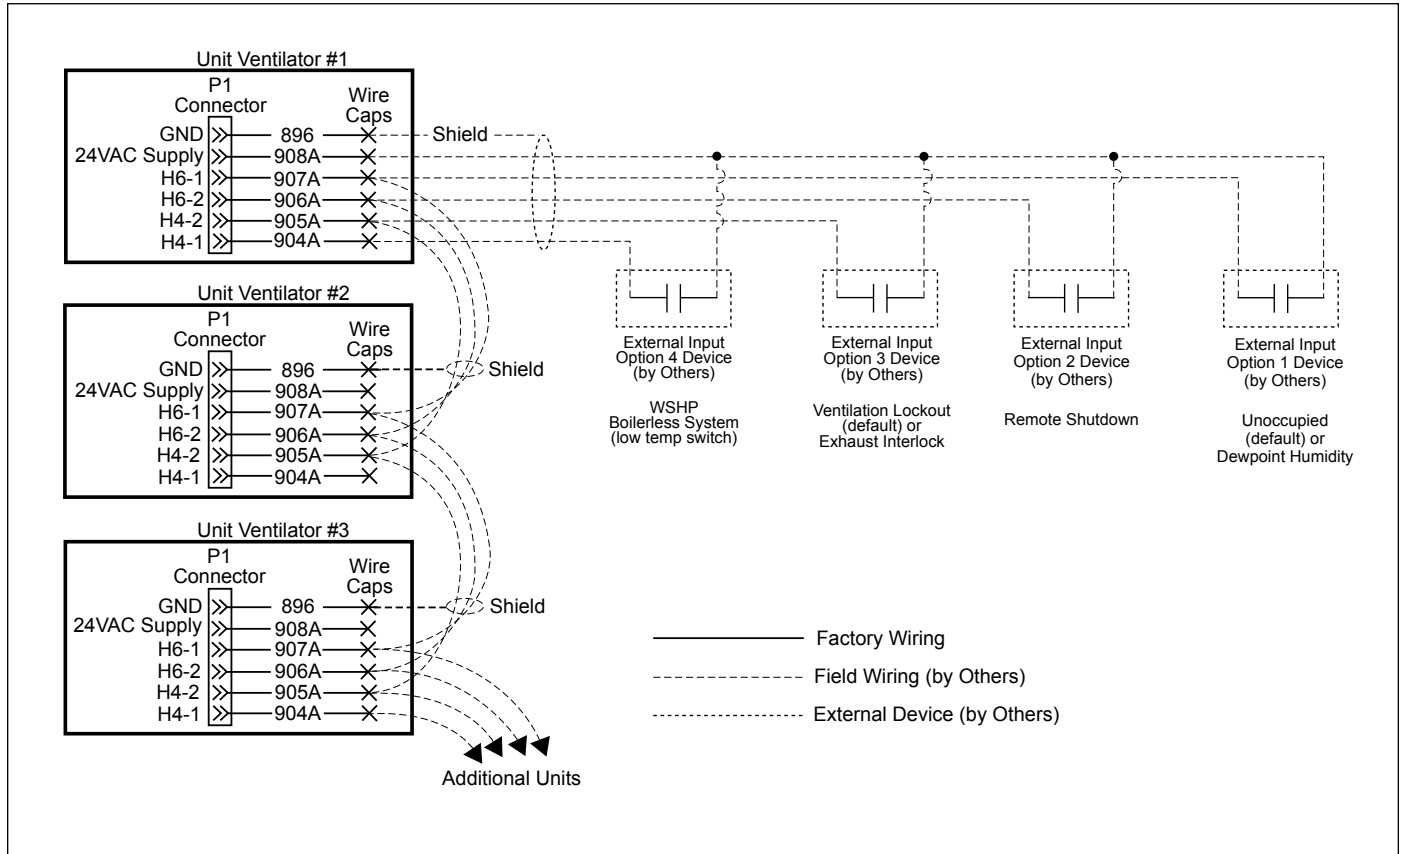 Unit Ventilator #1
P1
Connector
Wire
Caps
GND
896
Shield
24VAC Supply
908A
H6-1
907A
H6-2
906A
H4-2
905A
H4-1
904A
Unit Ventilator #2
P1
Connector
Wire
Caps
GND
896
Shield
24VAC Supply
908A
H6-1
907A
H6-2
906A
H4-2
905A
H4-1
904A
External Input
Option 4 Device
(by Others)
WSHP
Boilerless System
(low temp switch)
External Input
Option 3 Device
(by Others)
Ventilation Lockout
(default) or
Exhaust Interlock
External Input
Option 2 Device
(by Others)
Remote Shutdown
External Input
Option 1 Device
(by Others)
Unoccupied
(default) or
Dewpoint Humidity
Unit Ventilator #3
P1
Connector
Wire
Caps
GND
896
Shield
24VAC Supply
908A
H6-1
907A
H6-2
906A
H4-2
905A
H4-1
904A
Additional Units
Factory Wiring
Field Wiring (by Others)
External Device (by Others)